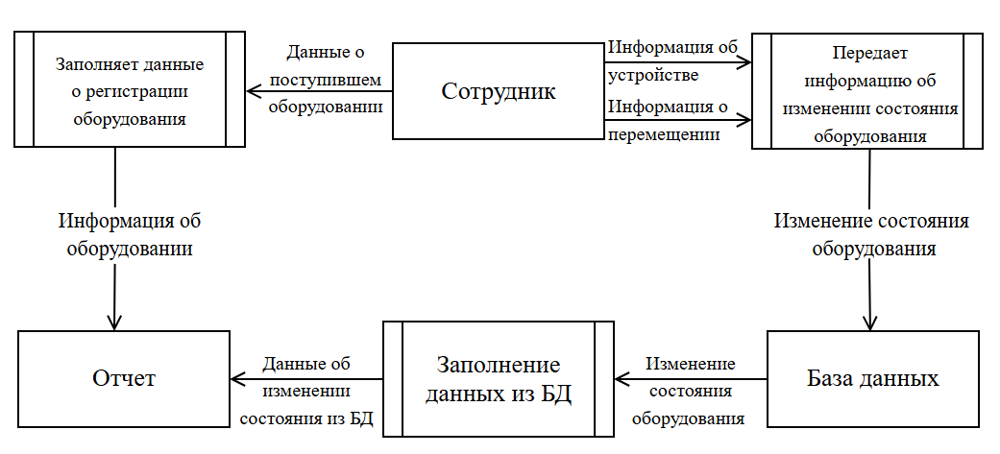 Заполняет данные
о регистрации
оборудования
Данные о
поступившем
оборудовании
Сотрудник
Информация об
устройстве
Информация о
перемещении
Передает
информацию об
изменении состояния
оборудования
Информация об
оборудовании
Изменение состояния
оборудования
Отчет
Данные об
изменении
состояния из БД
Заполнение
данных из БД
Изменение
состояния
оборудования
База данных